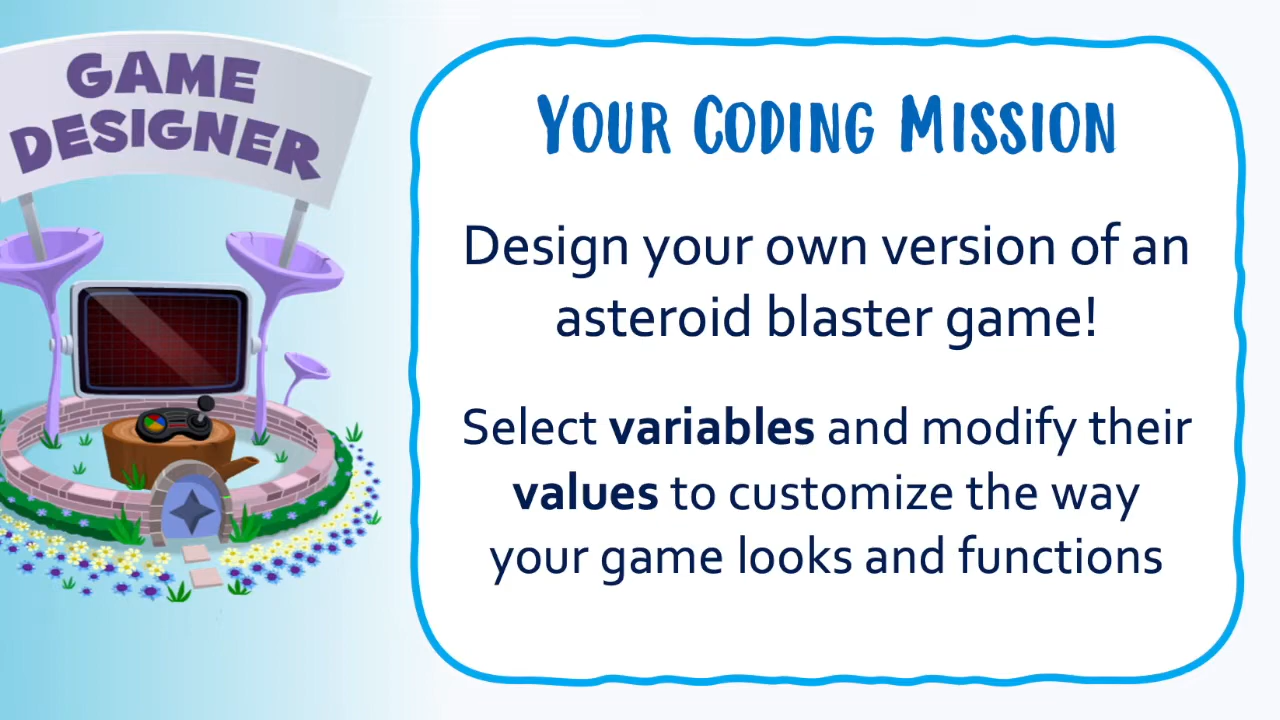 GAME
DESIGNER
Your Coding Mission
Design your own version of an
asteroid blaster game!
Select variables and modify their
values to customize the way
your game looks and functions